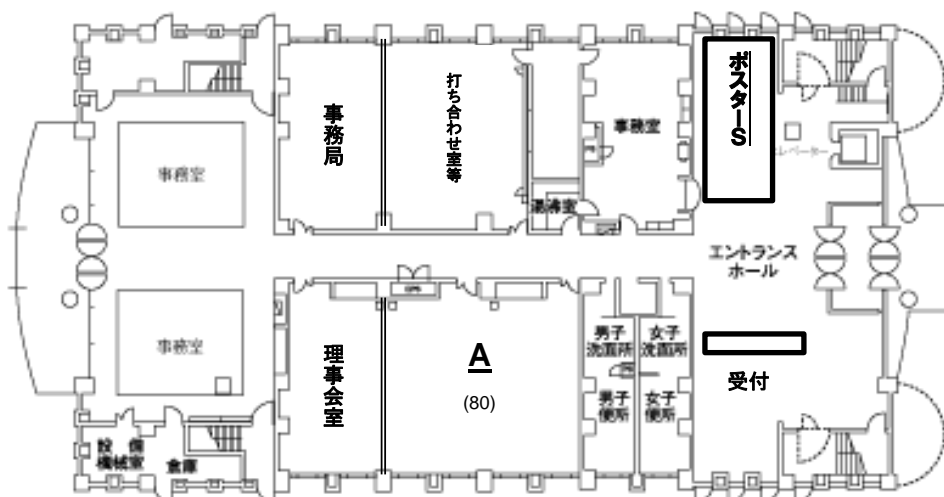 ポスターS
事務局
打ち合わせ室等
事務室
事務室
エレベーター
湯沸室
エントランス
ホール
事務室
理事会室
A
(80)
男子
洗面所
女子
洗面所
男子
便所
女子
便所
受付
設備
機械室
倉庫